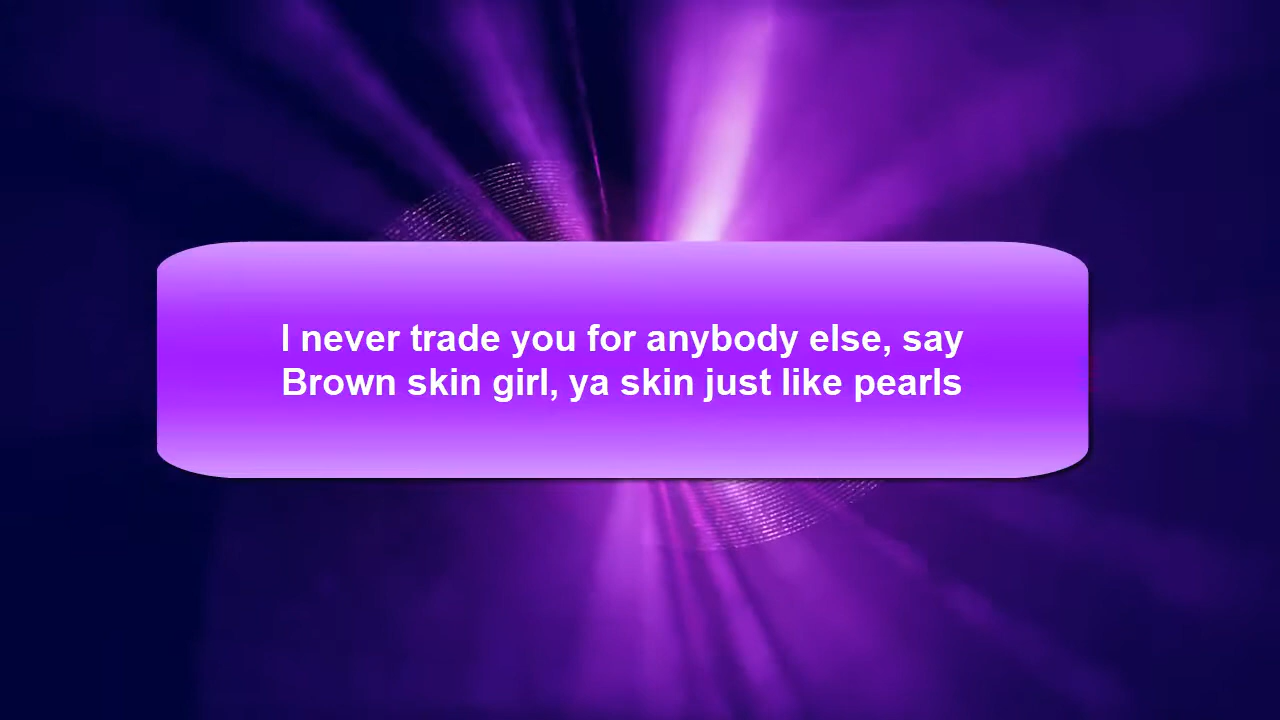 I never trade you for anybody else, say
Brown skin girl, ya skin just like pearls